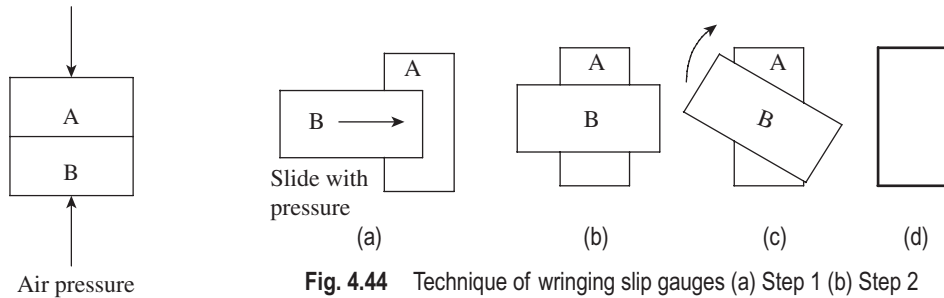 A
B
Air pressure
A
B
Slide with
pressure
(a)
A
B
(b)
A
B
(c)
(d)
Fig. 4.44 Technique of wringing slip gauges (a) Step 1 (b) Step 2